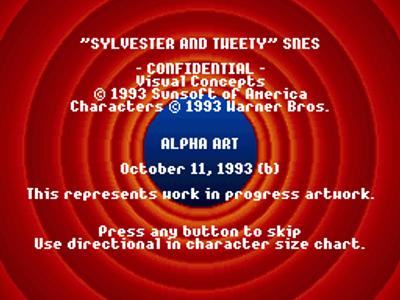 "SYLVESTER AND TWEETY" SNES
- CONFIDENTIAL -
Visual Concepts
© 1993 Sunsoft of America
Characters © 1993 Warner Bros.
ALPHA ART
October 11, 1993 (b)
This represents work in progress artwork.
Press any button to skip
Use directional in character size chart.